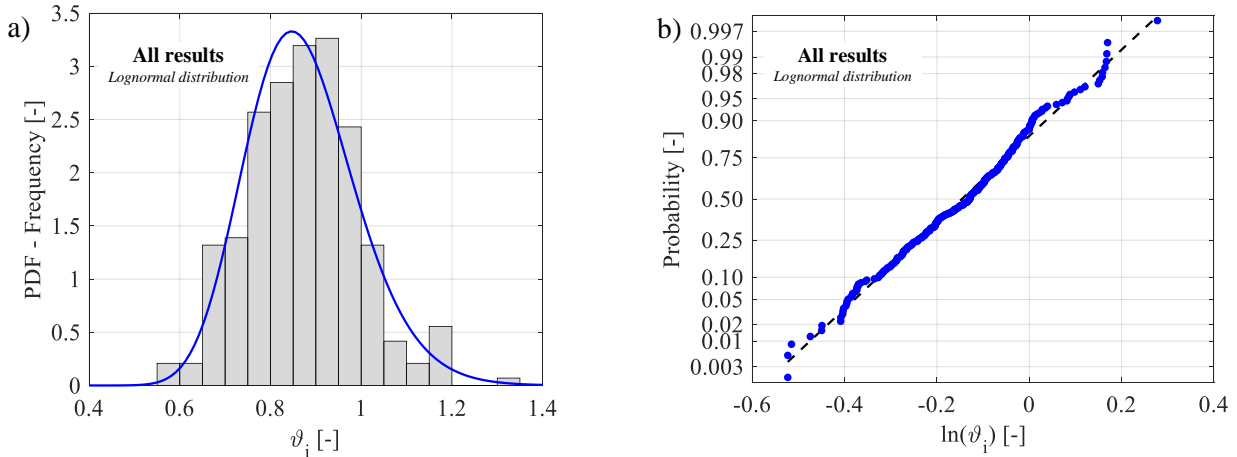 a)
All results
Lognormal distribution
PDF - Frequency [-]
3.5
3
2.5
2
1.5
1
0.5
0
0.4 0.6 0.8 1 1.2 1.4
ϑi [-]
b)
All results
Lognormal distribution
Probability [-]
0.997
0.99
0.98
0.95
0.90
0.75
0.50
0.25
0.10
0.05
0.02
0.01
0.003
-0.6 -0.4 -0.2 0 0.2 0.4
ln(ϑi) [-]